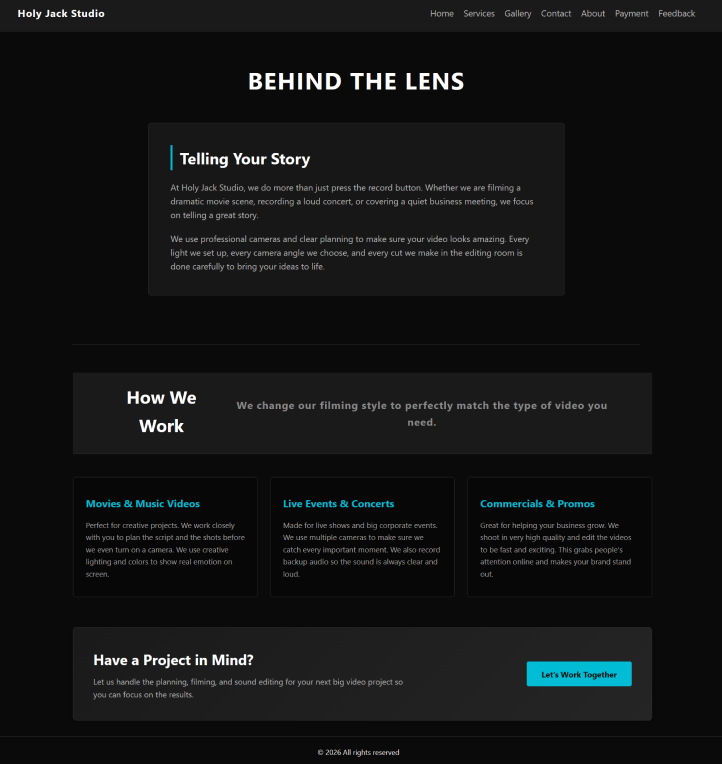 Holy Jack Studio
Home Services Gallery Contact About Payment Feedback
BEHIND THE LENS
Telling Your Story
At Holy Jack Studio, we do more than just press the record button. Whether we are filming a
dramatic movie scene, recording a loud concert, or covering a quiet business meeting, we focus
on telling a great story.
We use professional cameras and clear planning to make sure your video looks amazing. Every
light we set up, every camera angle we choose, and every cut we make in the editing room is
done carefully to bring your ideas to life.
How We
Work
We change our filming style to perfectly match the type of video you
need.
Movies & Music Videos
Perfect for creative projects. We work closely
with you to plan the script and the shots before
we even turn on a camera. We use creative
lighting and colors to show real emotion on
screen.
Live Events & Concerts
Made for live shows and big corporate events.
We use multiple cameras to make sure we
catch every important moment. We also record
backup audio so the sound is always clear and
loud.
Commercials & Promos
Great for helping your business grow. We
shoot in very high quality and edit the videos
to be fast and exciting. This grabs people's
attention online and makes your brand stand
out.
Have a Project in Mind?
Let us handle the planning, filming, and sound editing for your next big video project so
you can focus on the results.
Let's Work Together
© 2026 All rights reserved